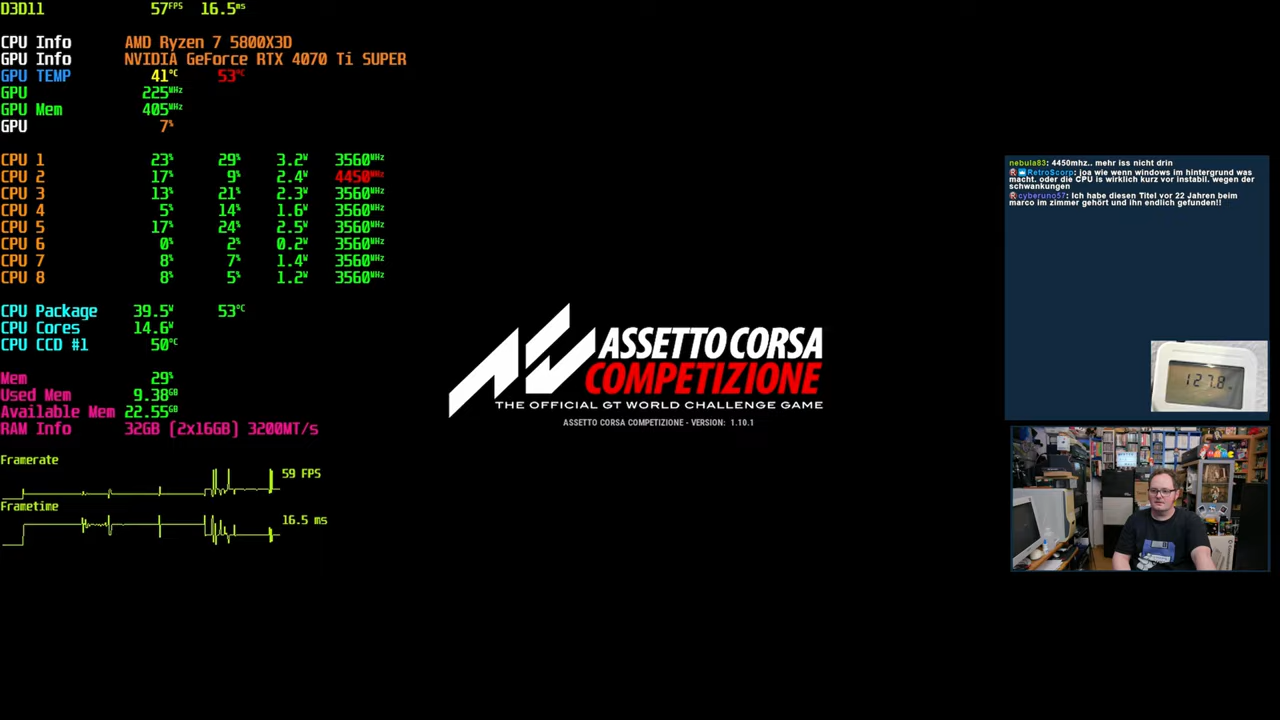 D3D11 57FPS 16.5ms
CPU Info AMD Ryzen 7 5800X3D
GPU Info NVIDIA GeForce RTX 4070 Ti SUPER
GPU TEMP 41°C 53°C
GPU 225MHz
GPU Mem 405MHz
GPU 7%
CPU 1 23% 29% 3.2W 3560MHz
CPU 2 17% 9% 2.4W 4450MHz
CPU 3 13% 21% 2.3W 3560MHz
CPU 4 5% 14% 1.6W 3560MHz
CPU 5 17% 24% 2.5W 3560MHz
CPU 6 0% 2% 0.2W 3560MHz
CPU 7 8% 7% 1.4W 3560MHz
CPU 8 8% 5% 1.2W 3560MHz
CPU Package 39.5W 53°C
CPU Cores 14.6W
CPU CCD #1 50°C
Mem 29%
Used Mem 9.38GB
Available Mem 22.55GB
RAM Info 32GB [2x16GB] 3200MT/s
Framerate
59 FPS
Frametime
16.5 ms
ASSETTO CORSA
COMPETIZIONE
THE OFFICIAL GT WORLD CHALLENGE GAME
ASSETTO CORSA COMPETIZIONE - VERSION: 1.10.1
nebula83: 4450mhz.. mehr iss nicht drin
RetroScorp: joa wie wenn windows im hintergrund was
macht. oder die CPU is wirklich kurz vor instabil. wegen der
schwankungen
cyberuno57: Ich habe diesen Titel vor 22 Jahren beim
marco im zimmer gehört und ihn endlich gefunden!!
127.8